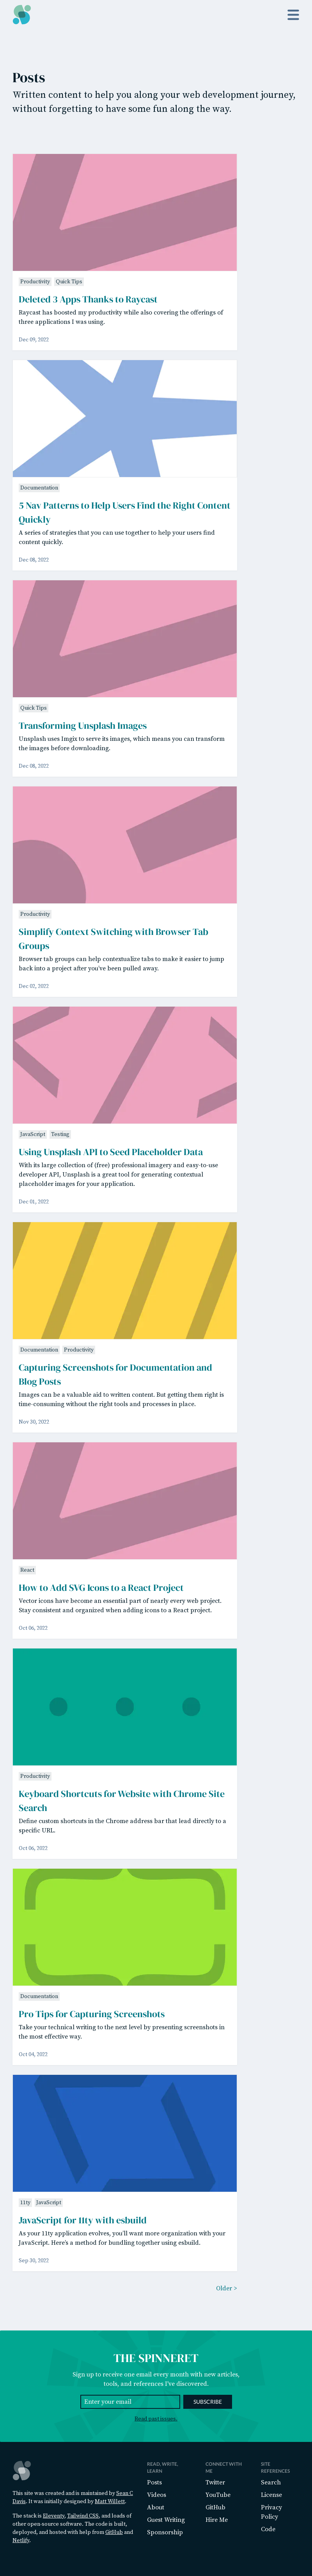 Posts
Written content to help you along your web development journey,
without forgetting to have some fun along the way.
Productivity Quick Tips
Deleted 3 Apps Thanks to Raycast
Raycast has boosted my productivity while also covering the offerings of
three applications I was using.
Dec 09, 2022
Documentation
5 Nav Patterns to Help Users Find the Right Content
Quickly
A series of strategies that you can use together to help your users find
content quickly.
Dec 08, 2022
Quick Tips
Transforming Unsplash Images
Unsplash uses Imgix to serve its images, which means you can transform
the images before downloading.
Dec 08, 2022
Productivity
Simplify Context Switching with Browser Tab
Groups
Browser tab groups can help contextualize tabs to make it easier to jump
back into a project after you've been pulled away.
Dec 02, 2022
JavaScript Testing
Using Unsplash API to Seed Placeholder Data
With its large collection of (free) professional imagery and easy-to-use
developer API, Unsplash is a great tool for generating contextual
placeholder images for your application.
Dec 01, 2022
Documentation Productivity
Capturing Screenshots for Documentation and
Blog Posts
Images can be a valuable aid to written content. But getting them right is
time-consuming without the right tools and processes in place.
Nov 30, 2022
React
How to Add SVG Icons to a React Project
Vector icons have become an essential part of nearly every web project.
Stay consistent and organized when adding icons to a React project.
Oct 06, 2022
Productivity
Keyboard Shortcuts for Website with Chrome Site
Search
Define custom shortcuts in the Chrome address bar that lead directly to a
specific URL.
Oct 06, 2022
Documentation
Pro Tips for Capturing Screenshots
Take your technical writing to the next level by presenting screenshots in
the most effective way.
Oct 04, 2022
11ty JavaScript
JavaScript for 11ty with esbuild
As your 11ty application evolves, you'll want more organization with your
JavaScript. Here's a method for bundling together using esbuild.
Sep 30, 2022
Older >
THE SPINNERET
Sign up to receive one email every month with new articles,
tools, and references I've discovered.
Enter your email SUBSCRIBE
Read past issues.
This site was created and is maintained by Sean C
Davis. It was initially designed by Matt Willett.
The stack is Eleventy, Tailwind CSS, and loads of
other open source software. The code is built,
deployed, and hosted with help from GitHub and
Netlify.
READ, WRITE,
LEARN
Posts
Videos
About
Guest Writing
Sponsorship
CONNECT WITH
ME
Twitter
YouTube
GitHub
Hire Me
SITE
REFERENCES
Search
License
Privacy
Policy
Code